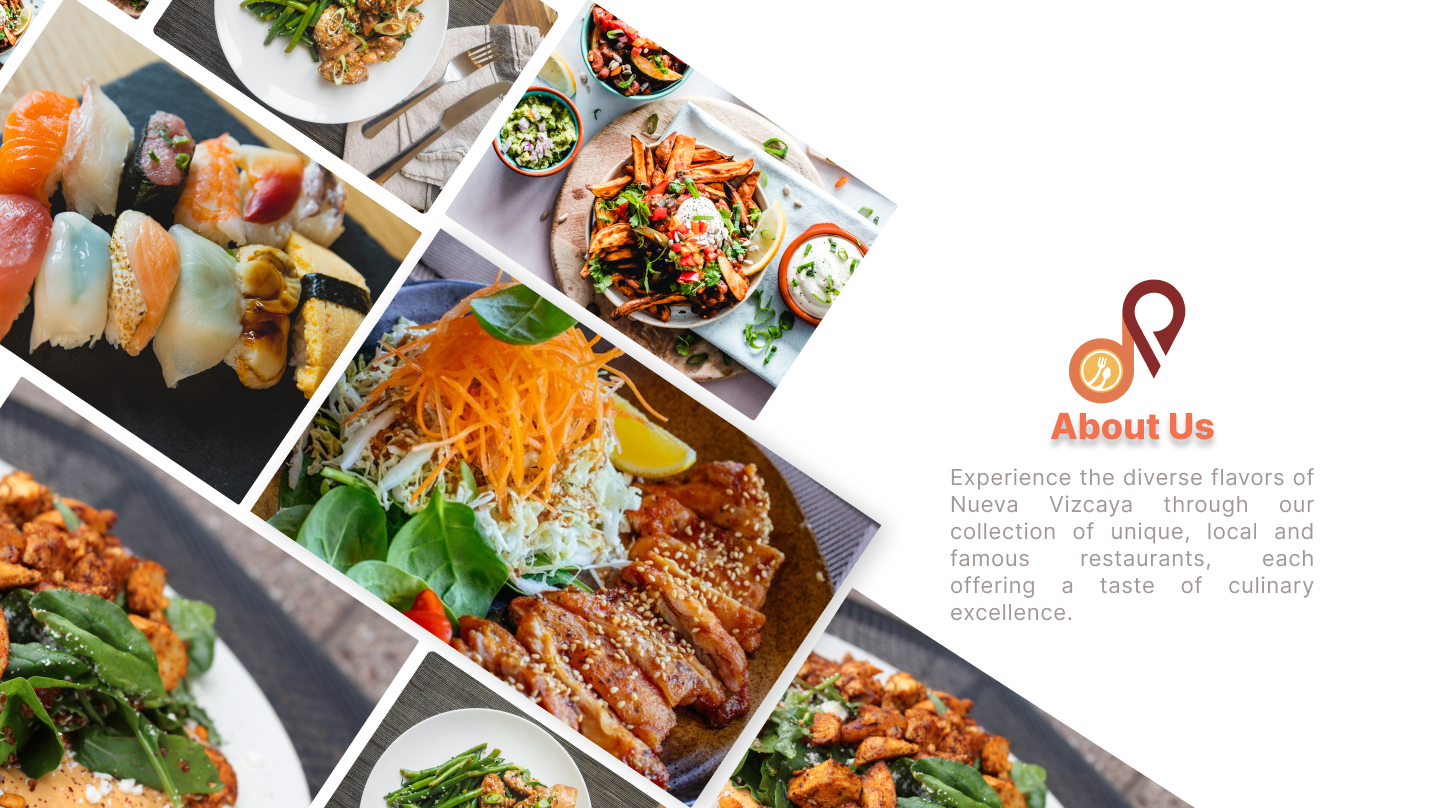 About Us
Experience the diverse flavors of
Nueva Vizcaya through our
collection of unique, local and
famous restaurants, each
offering a taste of culinary
excellence.